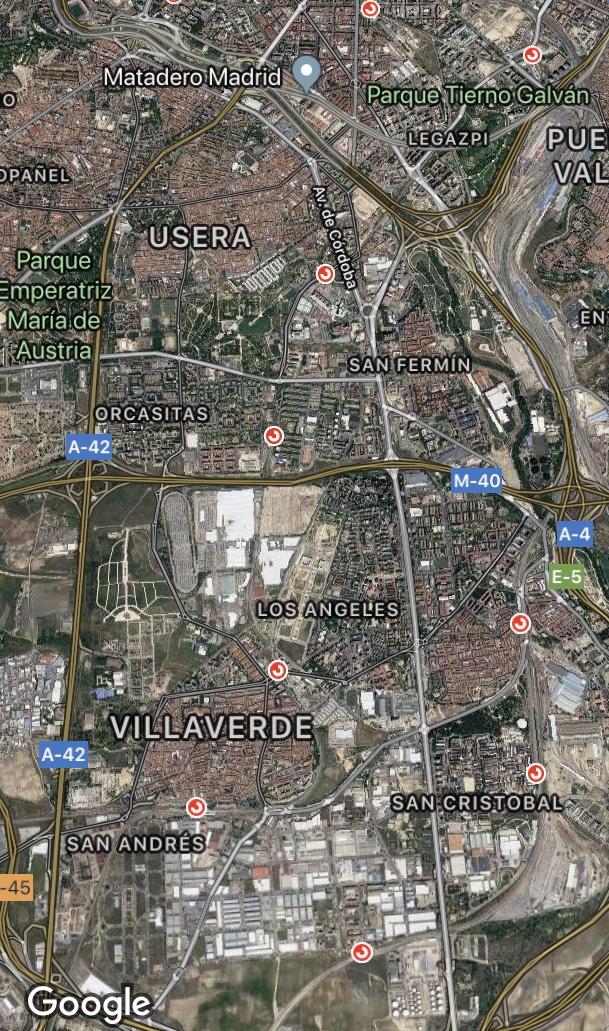 Matadero Madrid
Parque Tierno Galván
O
LEGAZPI
PUE
VAL
OPAÑEL
Av. de Córdoba
USERA
Parque
Emperatriz
María de
Austria
EN
SAN FERMÍN
ORCASITAS
A-42
M-40
A-4
E-5
LOS ANGELES
VILLAVERDE
A-42
SAN CRISTOBAL
SAN ANDRÉS
-45
Google